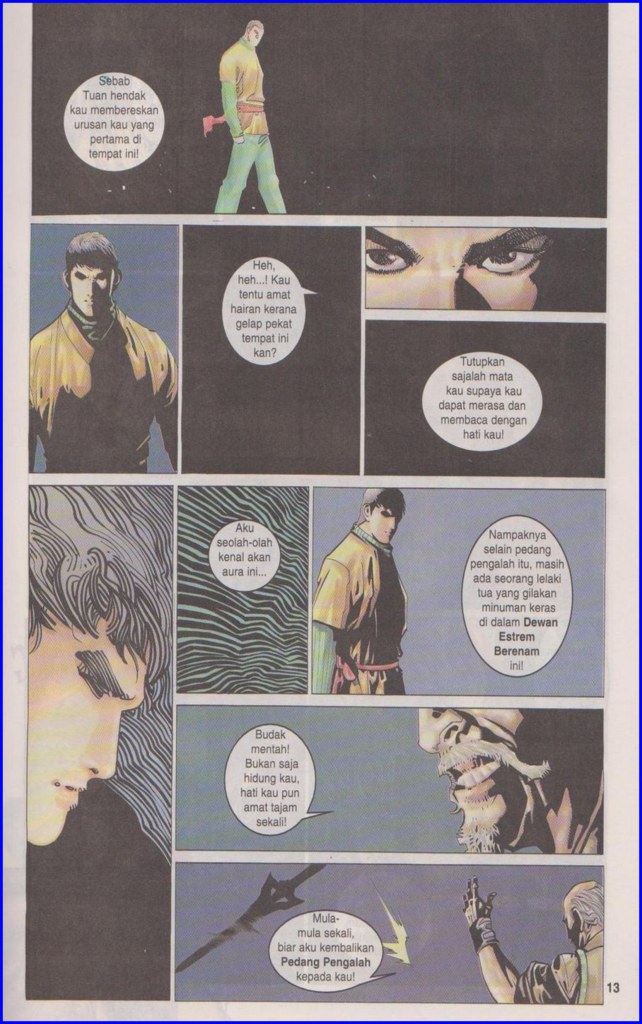 Sebab
Tuan hendak
kau membereskan
urusan kau yang
pertama di
tempat ini!
Heh,
heh...! Kau
tentu amat
hairan kerana
gelap pekat
tempat ini
kan?
Tutupkan
sajalah mata
kau supaya kau
dapat merasa dan
membaca dengan
hati kau!
Aku
seolah-olah
kenal akan
aura ini...
Nampaknya
selain pedang
pengalah itu, masih
ada seorang lelaki
tua yang gilakan
minuman keras
di dalam Dewan
Estrem
Berenam
ini!
Budak
mentah!
Bukan saja
hidung kau,
hati kau pun
amat tajam
sekali!
Mula-
mula sekali,
biar aku kembalikan
Pedang Pengalah
kepada kau!
13